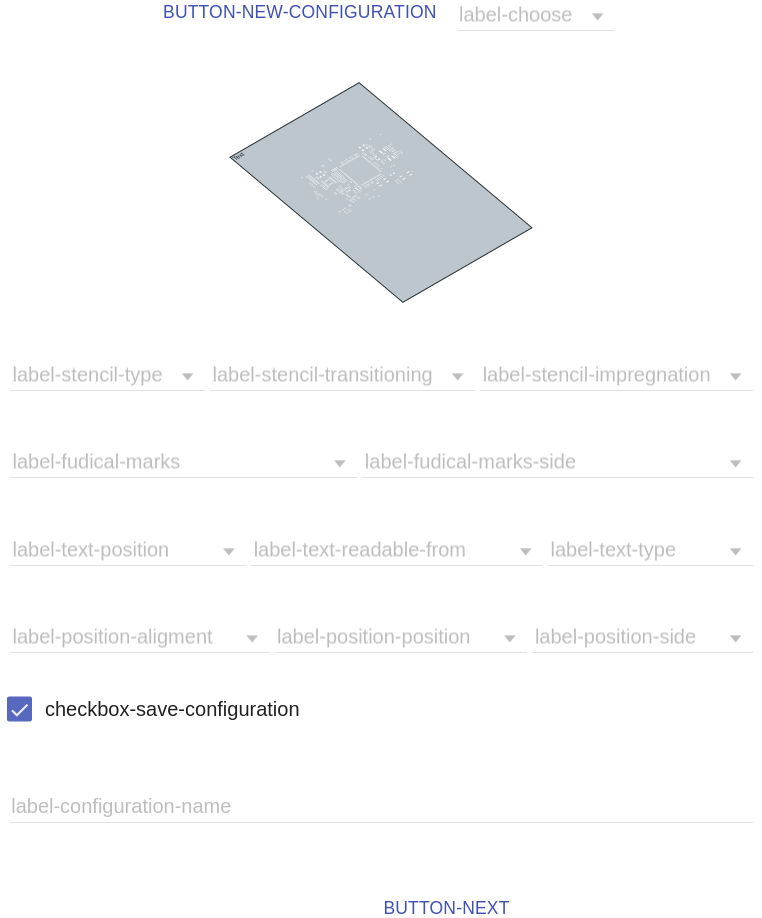 BUTTON-NEW-CONFIGURATION label-choose
Text
label-stencil-type label-stencil-transitioning label-stencil-impregnation
label-fudical-marks label-fudical-marks-side
label-text-position label-text-readable-from label-text-type
label-position-aligment label-position-position label-position-side
checkbox-save-configuration
label-configuration-name
BUTTON-NEXT